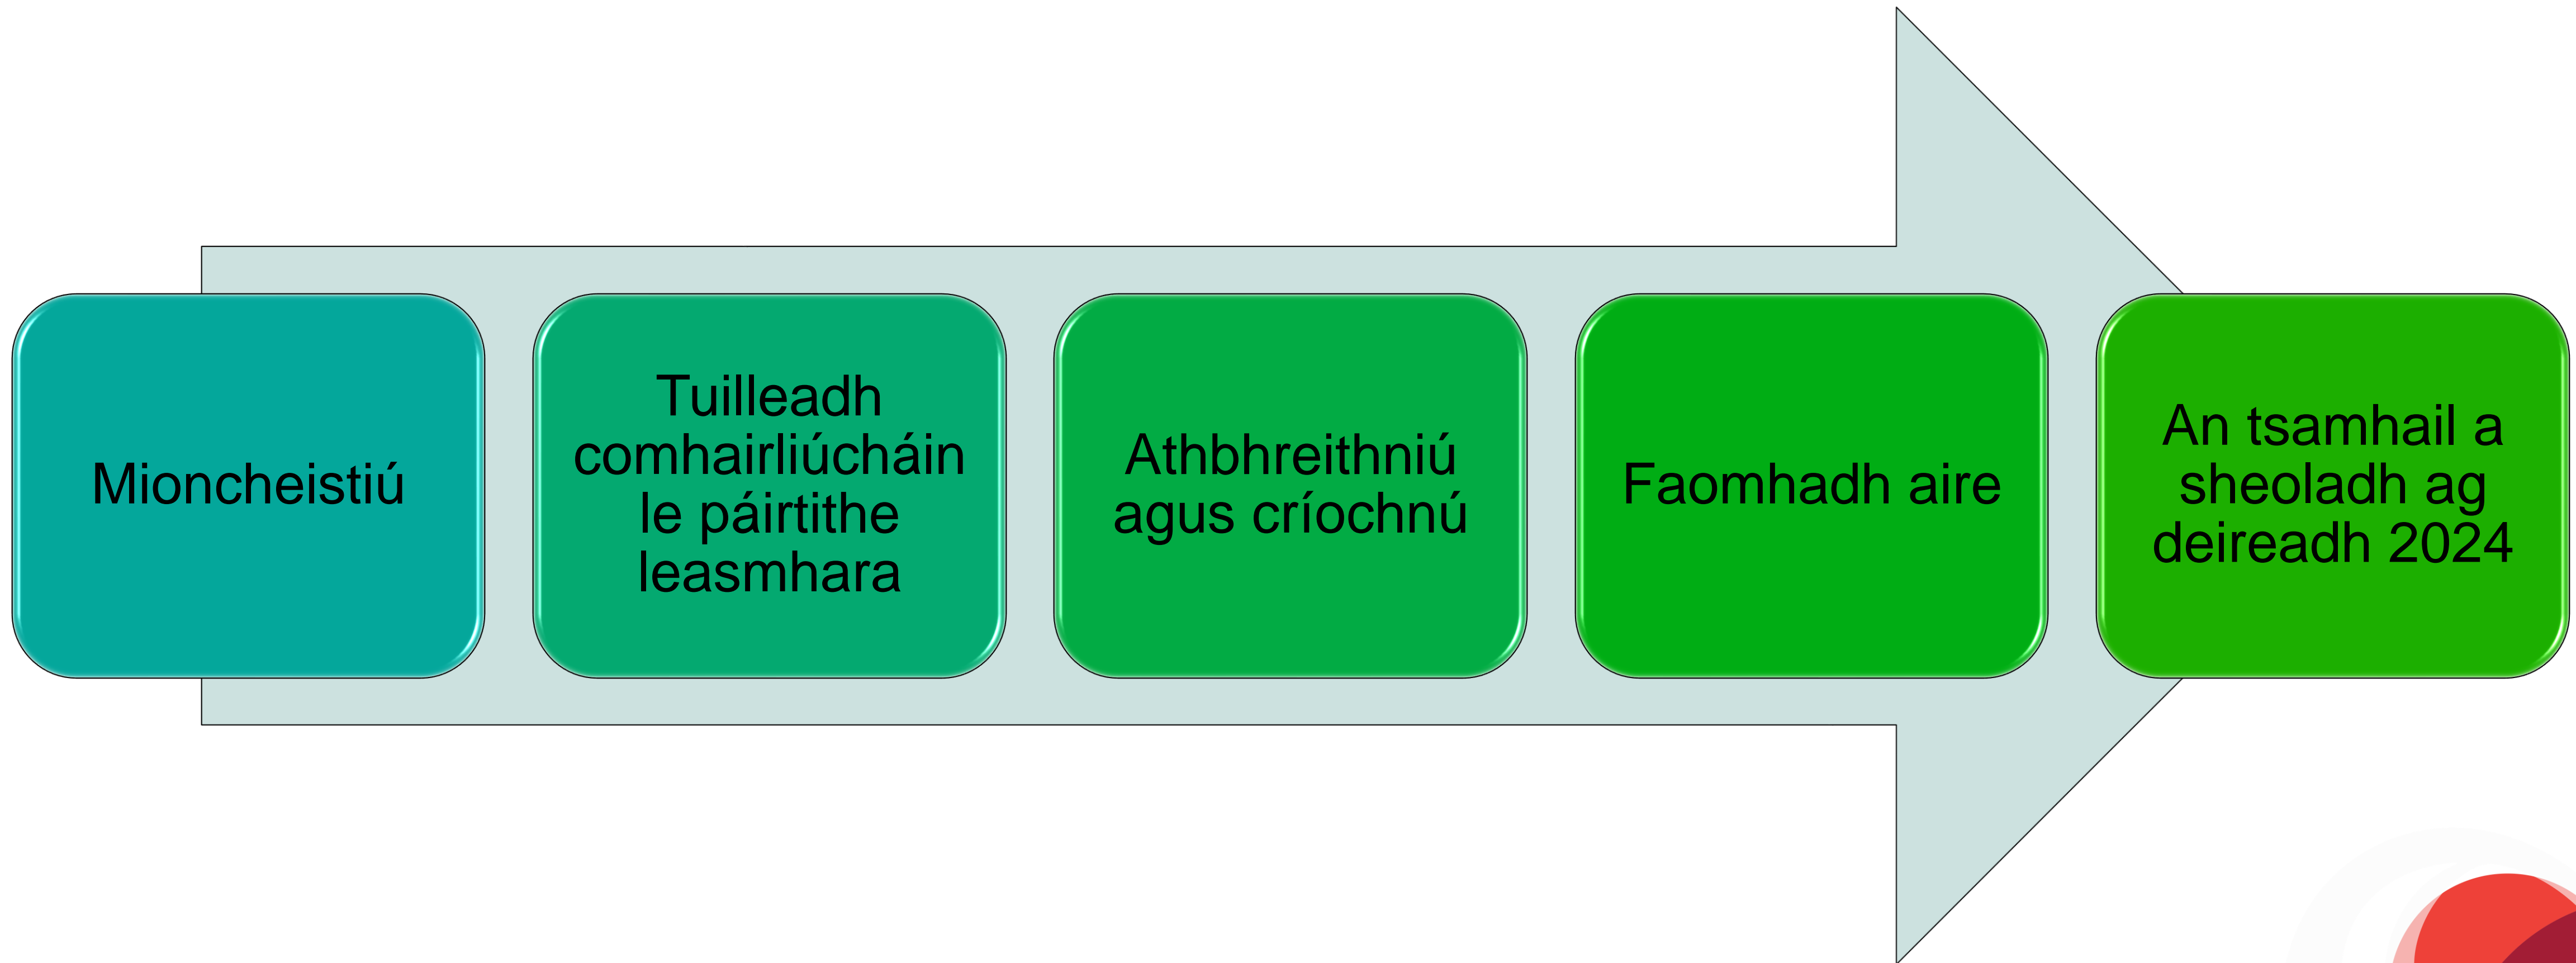 Mioncheistiú
Tuilleadh
comhairliúcháin
le páirtithe
leasmhara
Athbhreithniú
agus críochnú
Faomhadh aire
An tsamhail a
sheoladh ag
deireadh 2024